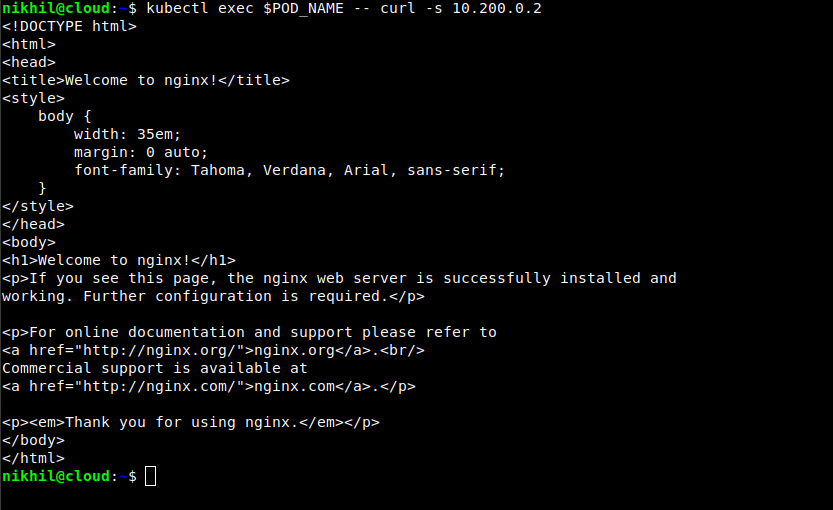 nikhil@cloud:~$ kubectl exec $POD_NAME -- curl -s 10.200.0.2
<!DOCTYPE html>
<html>
<head>
<title>Welcome to nginx!</title>
<style>
    body {
        width: 35em;
        margin: 0 auto;
        font-family: Tahoma, Verdana, Arial, sans-serif;
    }
</style>
</head>
<body>
<h1>Welcome to nginx!</h1>
<p>If you see this page, the nginx web server is successfully installed and
working. Further configuration is required.</p>

<p>For online documentation and support please refer to
<a href="http://nginx.org/">nginx.org</a>.<br/>
Commercial support is available at
<a href="http://nginx.com/">nginx.com</a>.</p>

<p><em>Thank you for using nginx.</em></p>
</body>
</html>
nikhil@cloud:~$